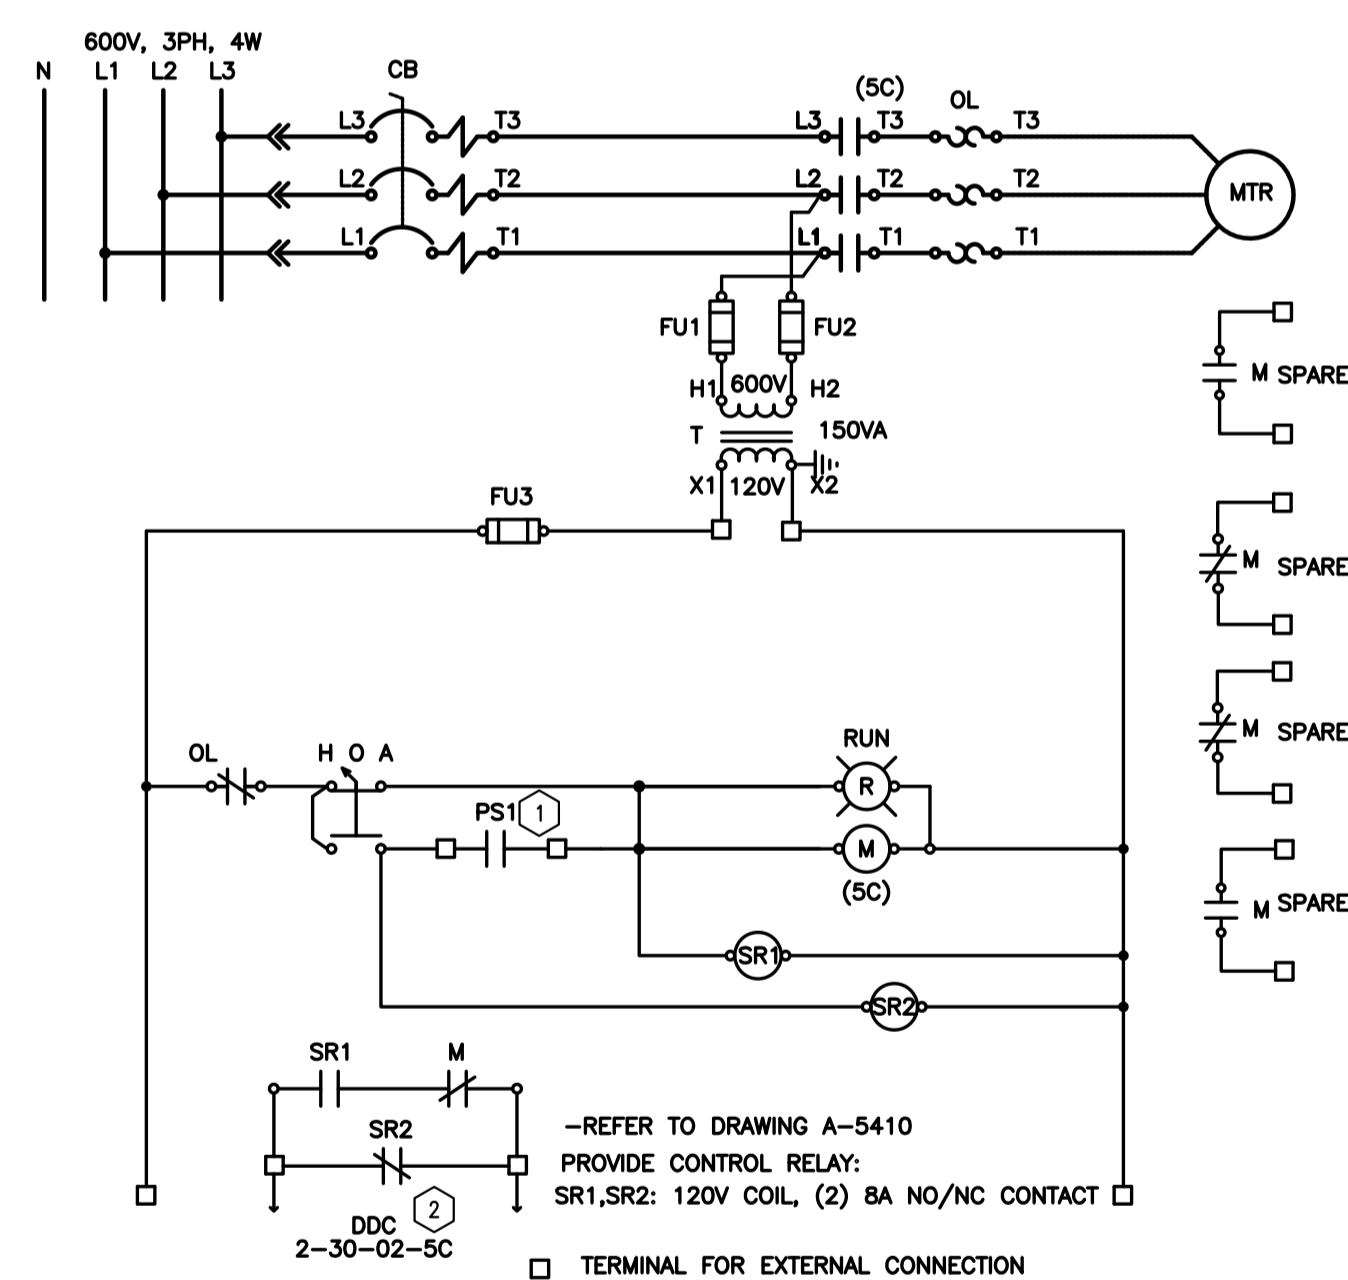 600V, 3PH, 4W
N L1 L2 L3 CB
(5C) OL
L3 T3 L3 T3 T3
L2 T2 L2 T2 T2 MTR
L1 T1 L1 T1 T1
FU1 FU2
H1 600V H2
M SPARE
T 150VA
X1 120V X2
FU3
M SPARE
M SPARE
RUN
OL H O A
R
PS1 1
M
(5C)
M SPARE
SR1
SR2
SR1 M
SR2
-REFER TO DRAWING A-5410
PROVIDE CONTROL RELAY:
SR1,SR2: 120V COIL, (2) 8A NO/NC CONTACT
2
DDC
2-30-02-5C
TERMINAL FOR EXTERNAL CONNECTION